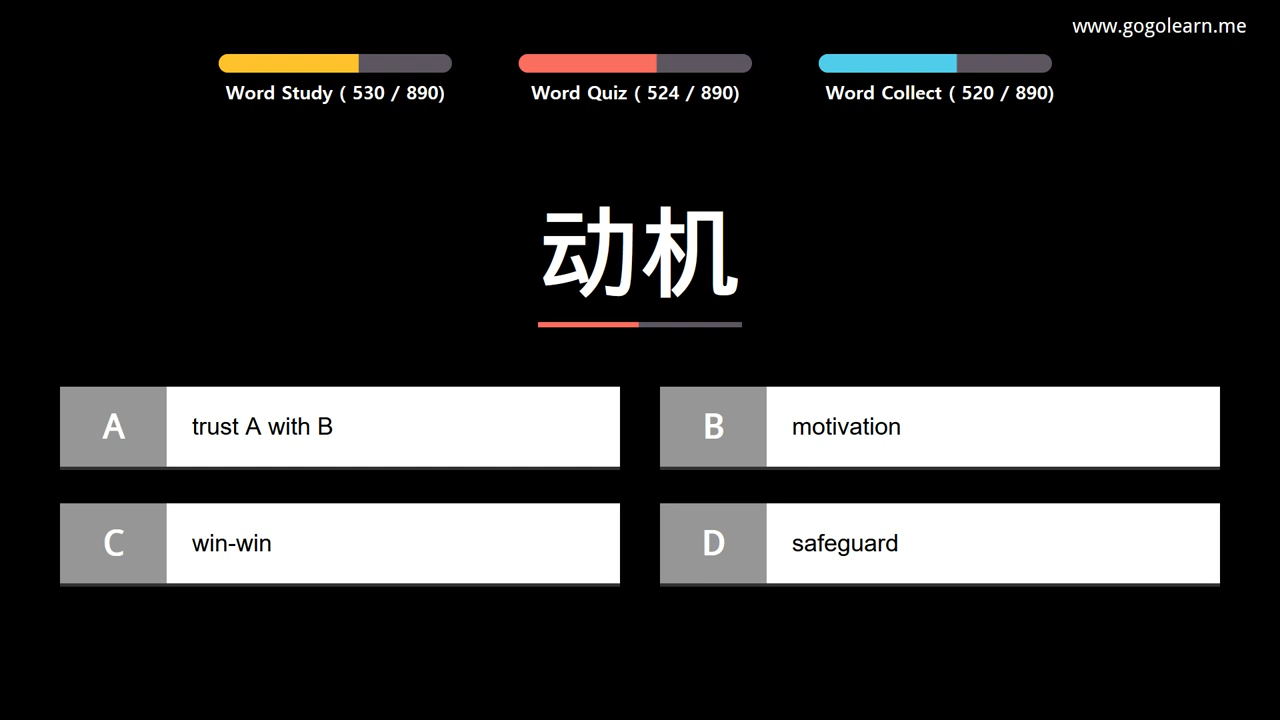 www.gogolearn.me
Word Study ( 530 / 890)
Word Quiz ( 524 / 890)
Word Collect ( 520 / 890)
动机
A trust A with B
B motivation
C win-win
D safeguard